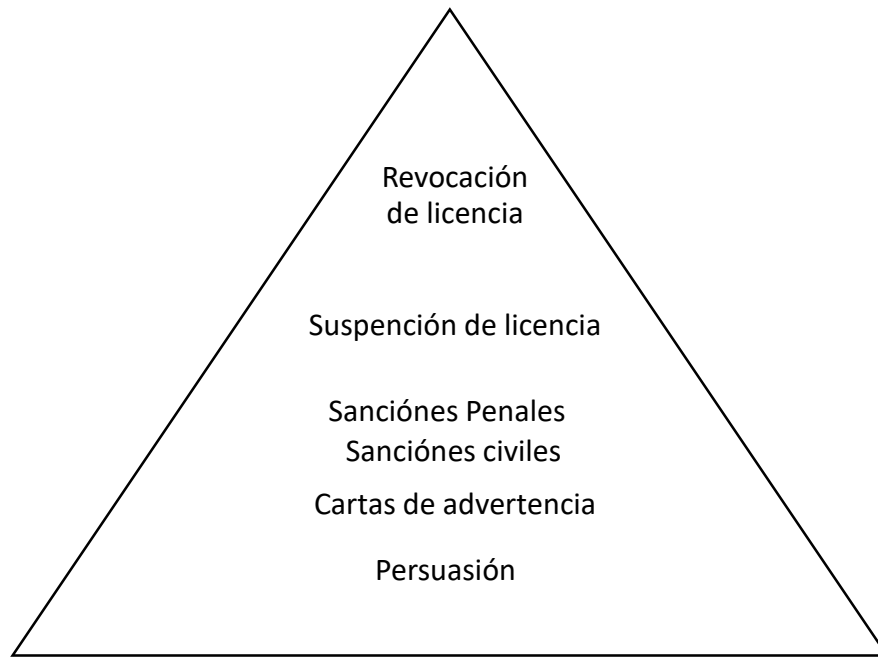 Revocación
de licencia
Suspención de licencia
Sanciónes Penales
Sanciónes civiles
Cartas de advertencia
Persuasión